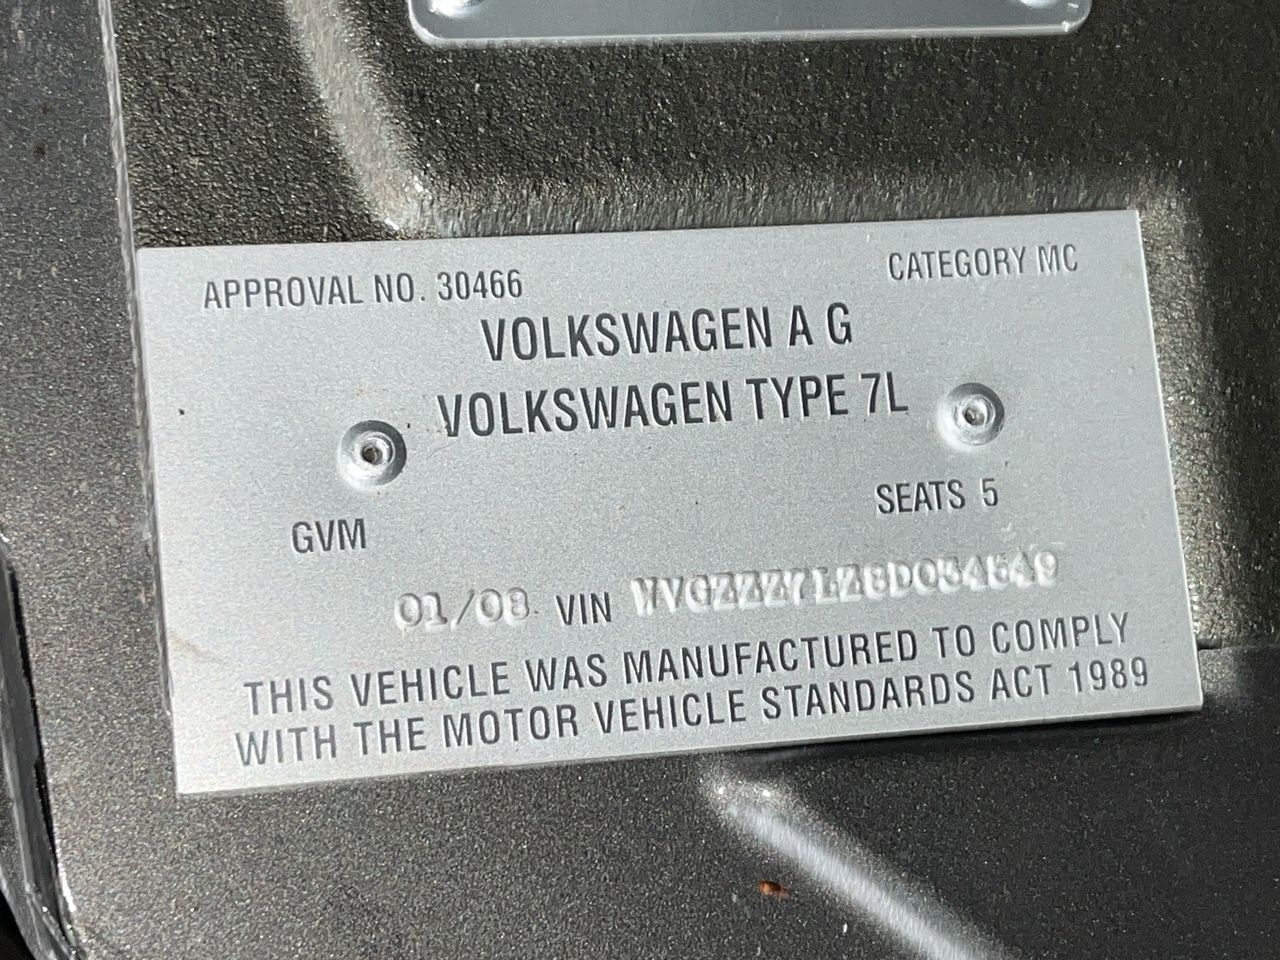 APPROVAL NO. 30466 CATEGORY MC
VOLKSWAGEN A G
VOLKSWAGEN TYPE 7L
GVM SEATS 5
01/08 VIN WVGZZZ7LZ8D034549
THIS VEHICLE WAS MANUFACTURED TO COMPLY
WITH THE MOTOR VEHICLE STANDARDS ACT 1989